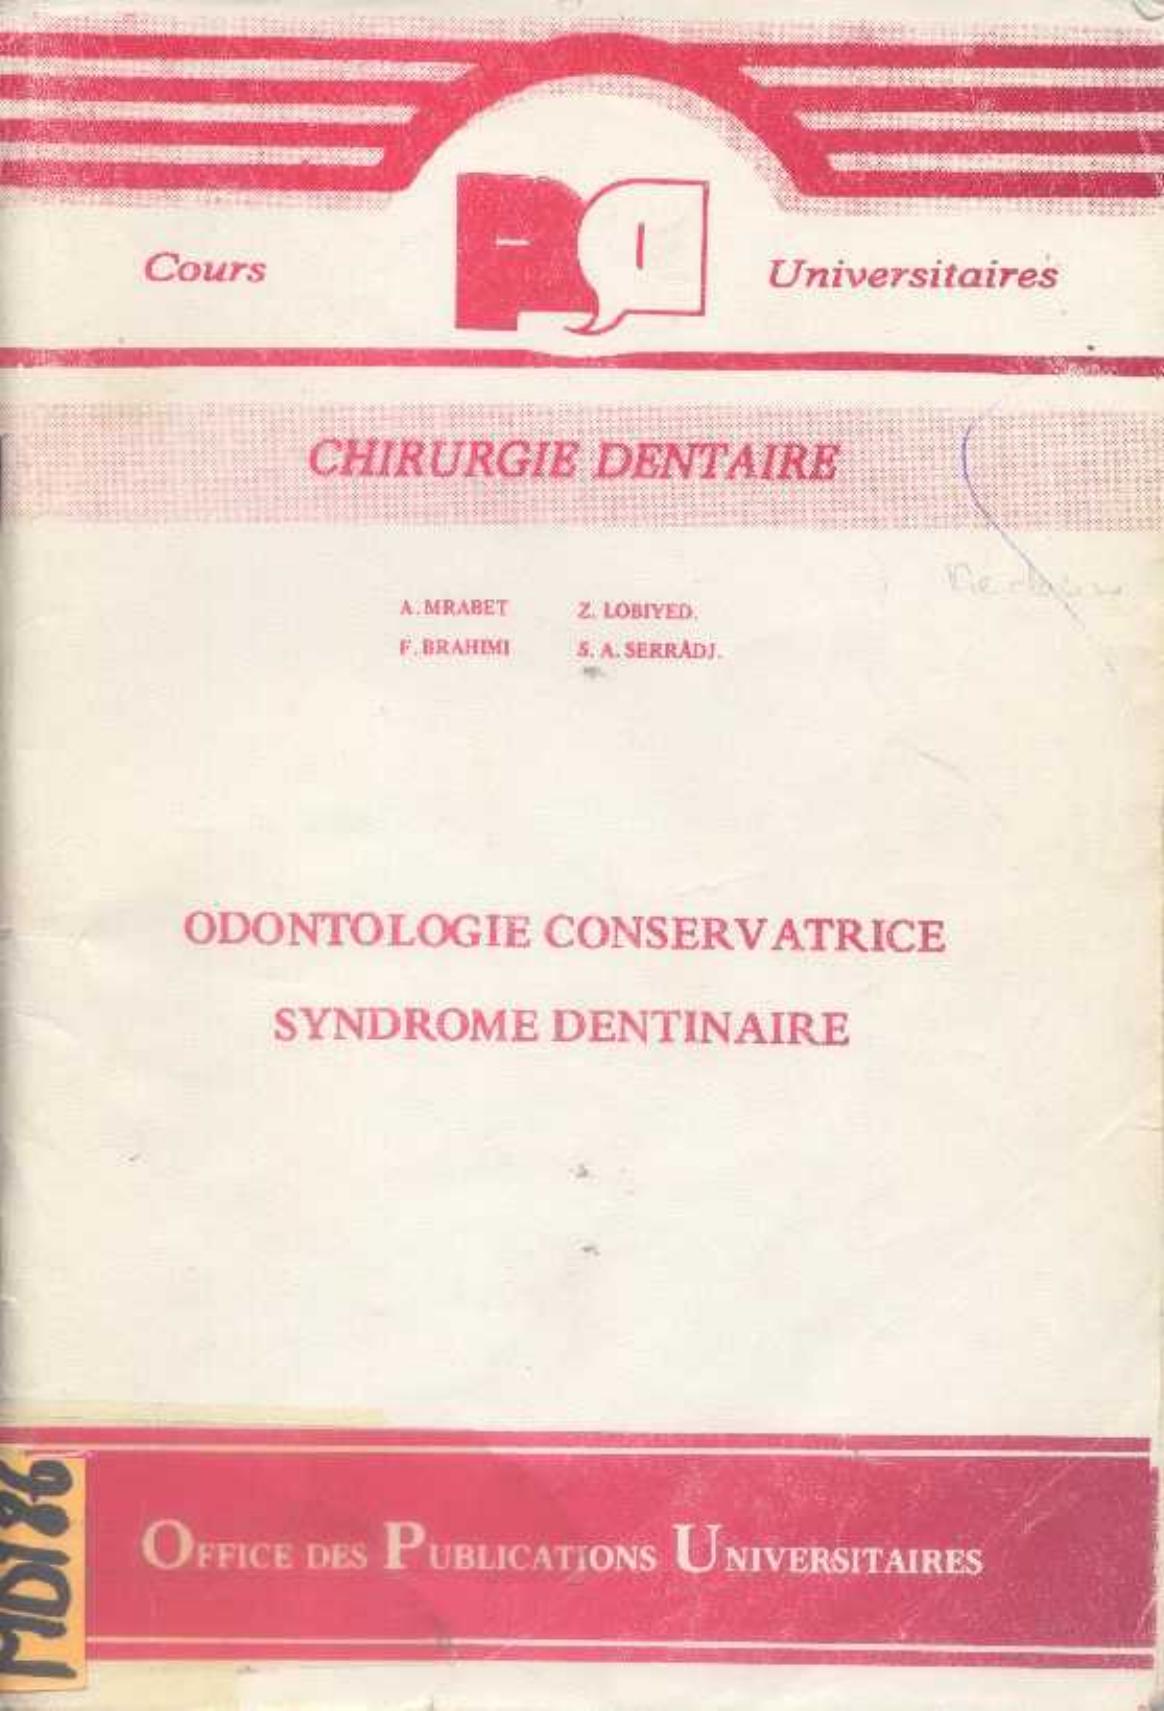 Cours
Universitaires
CHIRURGIE DENTAIRE
A. MRABET Z. LOBIYED.
F. BRAHIMI S. A. SERRADJ.
ODONTOLOGIE CONSERVATRICE
SYNDROME DENTINAIRE
OFFICE DES PUBLICATIONS UNIVERSITAIRES